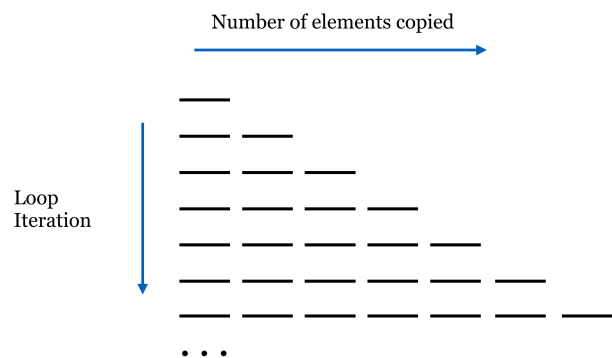 Number of elements copied
Loop
Iteration
. . .